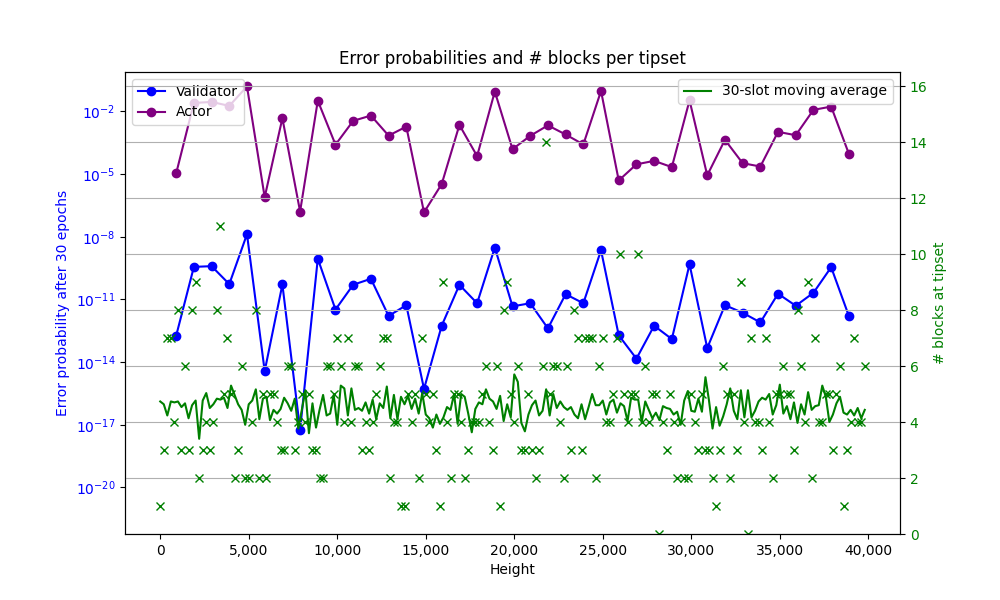 Error probabilities and # blocks per tipset
Validator
Actor
30-slot moving average
Error probability after 30 epochs
10⁻²
10⁻⁵
10⁻⁸
10⁻¹¹
10⁻¹⁴
10⁻¹⁷
10⁻²⁰
16
14
12
10
8
6
4
2
0
# blocks at tipset
0 5,000 10,000 15,000 20,000 25,000 30,000 35,000 40,000
Height